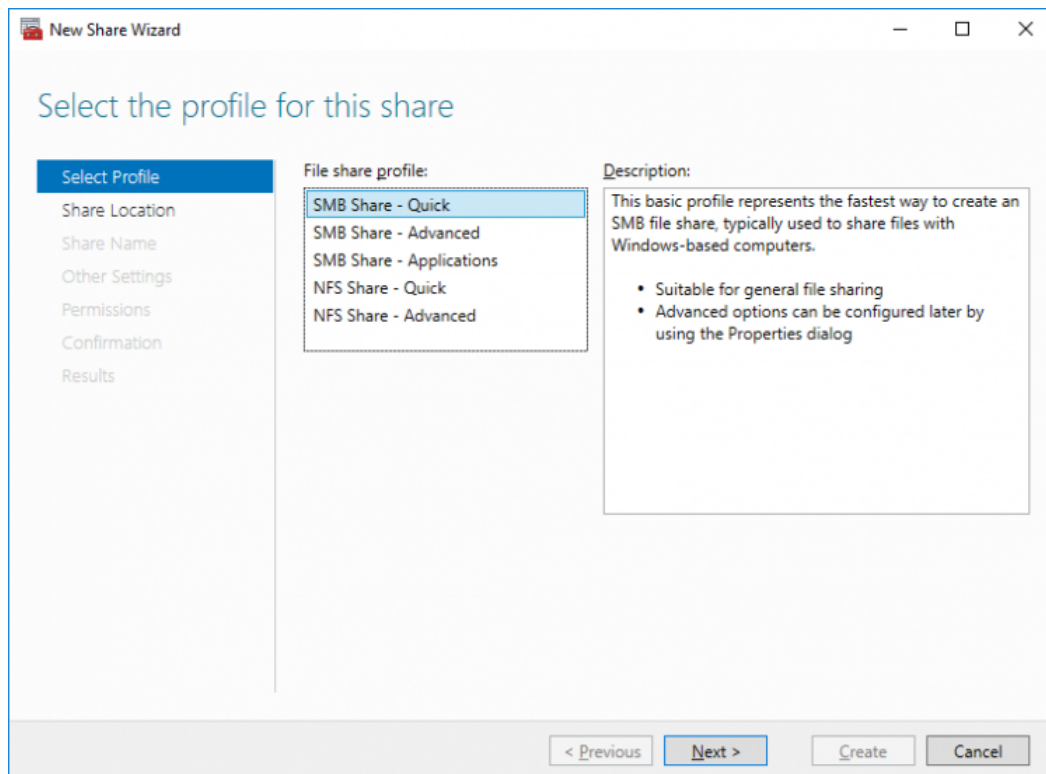 New Share Wizard
Select the profile for this share
Select Profile
Share Location
Share Name
Other Settings
Permissions
Confirmation
Results
File share profile:
SMB Share - Quick
SMB Share - Advanced
SMB Share - Applications
NFS Share - Quick
NFS Share - Advanced
Description:
This basic profile represents the fastest way to create an
SMB file share, typically used to share files with
Windows-based computers.
• Suitable for general file sharing
• Advanced options can be configured later by
using the Properties dialog
< Previous
Next >
Create
Cancel